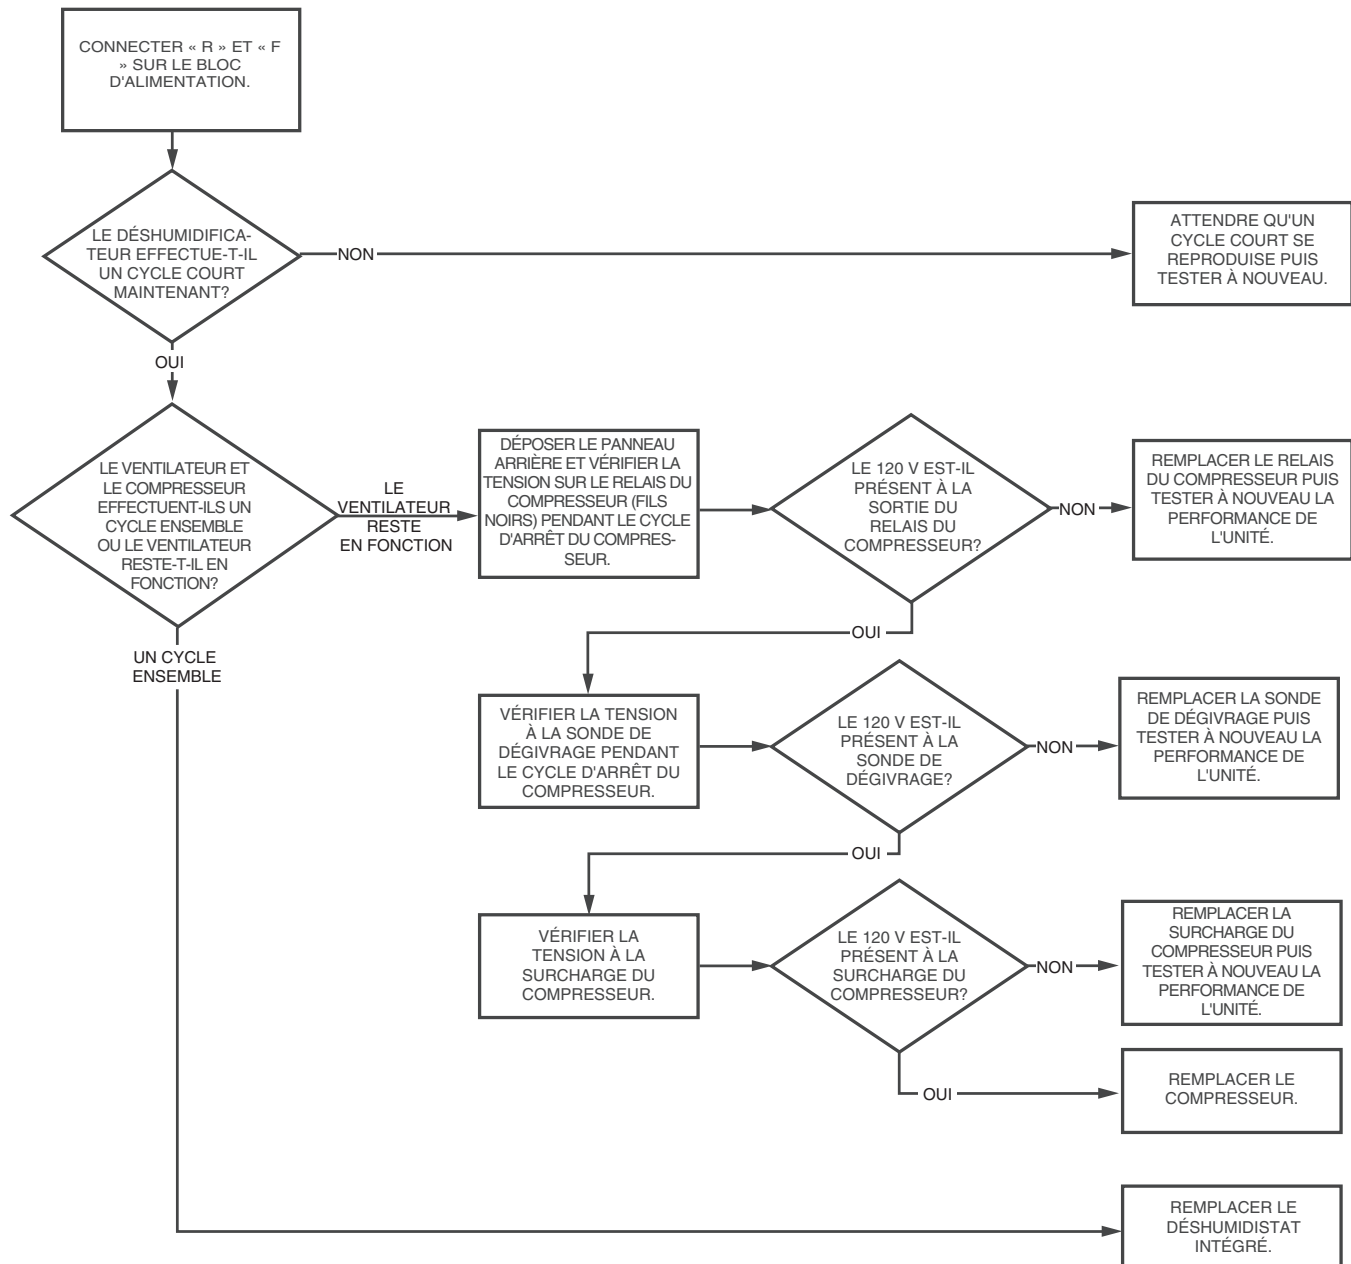 CONNECTER « R » ET « F
» SUR LE BLOC
D'ALIMENTATION.
LE DÉSHUMIDIFICA-
TEUR EFFECTUE-T-IL
UN CYCLE COURT
MAINTENANT?
NON
ATTENDRE QU'UN
CYCLE COURT SE
REPRODUISE PUIS
TESTER À NOUVEAU.
OUI
LE VENTILATEUR ET
LE COMPRESSEUR
EFFECTUENT-ILS UN
CYCLE ENSEMBLE
OU LE VENTILATEUR
RESTE-T-IL EN
FONCTION?
LE
VENTILATEUR
RESTE
EN FONCTION
DÉPOSER LE PANNEAU
ARRIÈRE ET VÉRIFIER LA
TENSION SUR LE RELAIS DU
COMPRESSEUR (FILS
NOIRS) PENDANT LE CYCLE
D'ARRÊT DU COMPRES-
SEUR.
LE 120 V EST-IL
PRÉSENT À LA
SORTIE DU
RELAIS DU
COMPRESSEUR?
NON
REMPLACER LE RELAIS
DU COMPRESSEUR PUIS
TESTER À NOUVEAU LA
PERFORMANCE DE
L'UNITÉ.
OUI
UN CYCLE
ENSEMBLE
VÉRIFIER LA TENSION
À LA SONDE DE
DÉGIVRAGE PENDANT
LE CYCLE D'ARRÊT DU
COMPRESSEUR.
LE 120 V EST-IL
PRÉSENT À LA
SONDE DE
DÉGIVRAGE?
NON
REMPLACER LA SONDE
DE DÉGIVRAGE PUIS
TESTER À NOUVEAU LA
PERFORMANCE DE
L'UNITÉ.
OUI
VÉRIFIER LA
TENSION À LA
SURCHARGE DU
COMPRESSEUR.
LE 120 V EST-IL
PRÉSENT À LA
SURCHARGE DU
COMPRESSEUR?
NON
REMPLACER LA
SURCHARGE DU
COMPRESSEUR PUIS
TESTER À NOUVEAU LA
PERFORMANCE DE
L'UNITÉ.
OUI
REMPLACER LE
COMPRESSEUR.
REMPLACER LE
DÉSHUMIDISTAT
INTÉGRÉ.